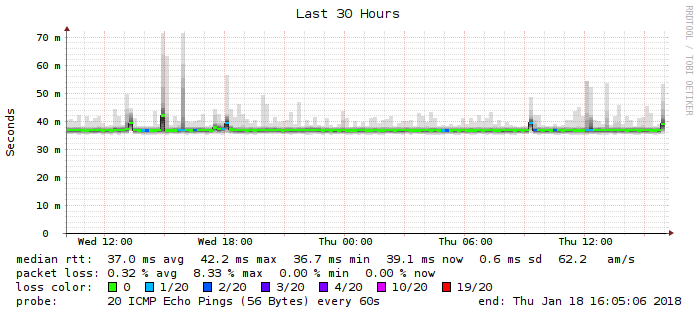 Last 30 Hours
RRDTOOL / TOBI OETIKER
Seconds
70 m
60 m
50 m
40 m
30 m
20 m
10 m
0
Wed 12:00 Wed 18:00 Thu 00:00 Thu 06:00 Thu 12:00
median rtt: 37.0 ms avg 42.2 ms max 36.7 ms min 39.1 ms now 0.6 ms sd 62.2 am/s
packet loss: 0.32 % avg 8.33 % max 0.00 % min 0.00 % now
loss color: 0 1/20 2/20 3/20 4/20 10/20 19/20
probe: 20 ICMP Echo Pings (56 Bytes) every 60s end: Thu Jan 18 16:05:06 2018